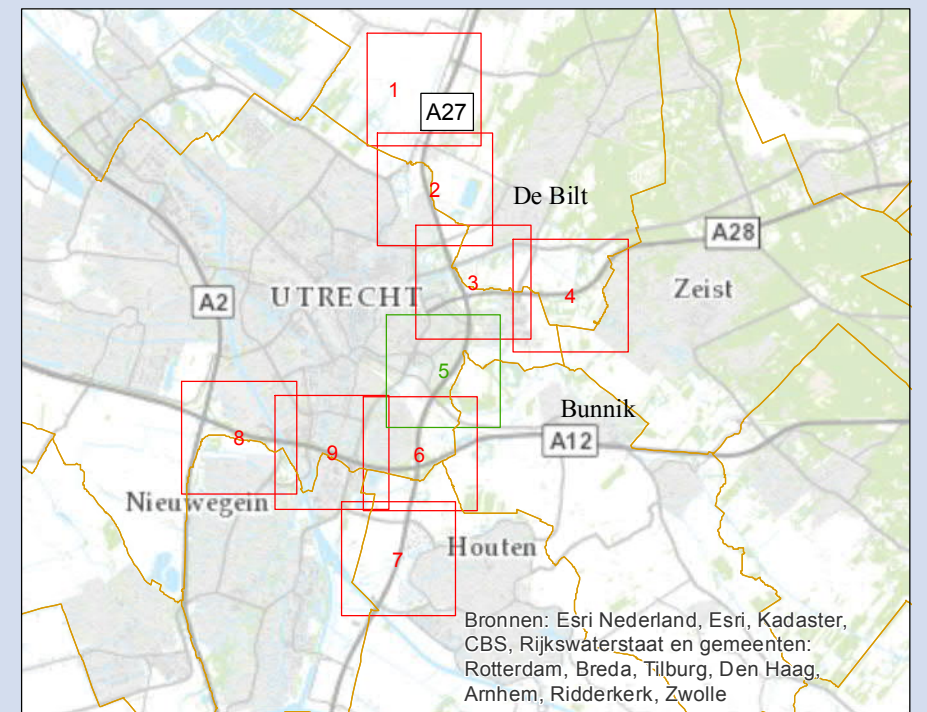 1
A27
2
De Bilt
A28
3
4
Zeist
A2
UTRECHT
5
Bunnik
A12
8
9
6
Nieuwegein
Houten
7
Bronnen: Esri Nederland, Esri, Kadaster,
CBS, Rijkswaterstaat en gemeenten:
Rotterdam, Breda, Tilburg, Den Haag,
Arnhem, Ridderkerk, Zwolle